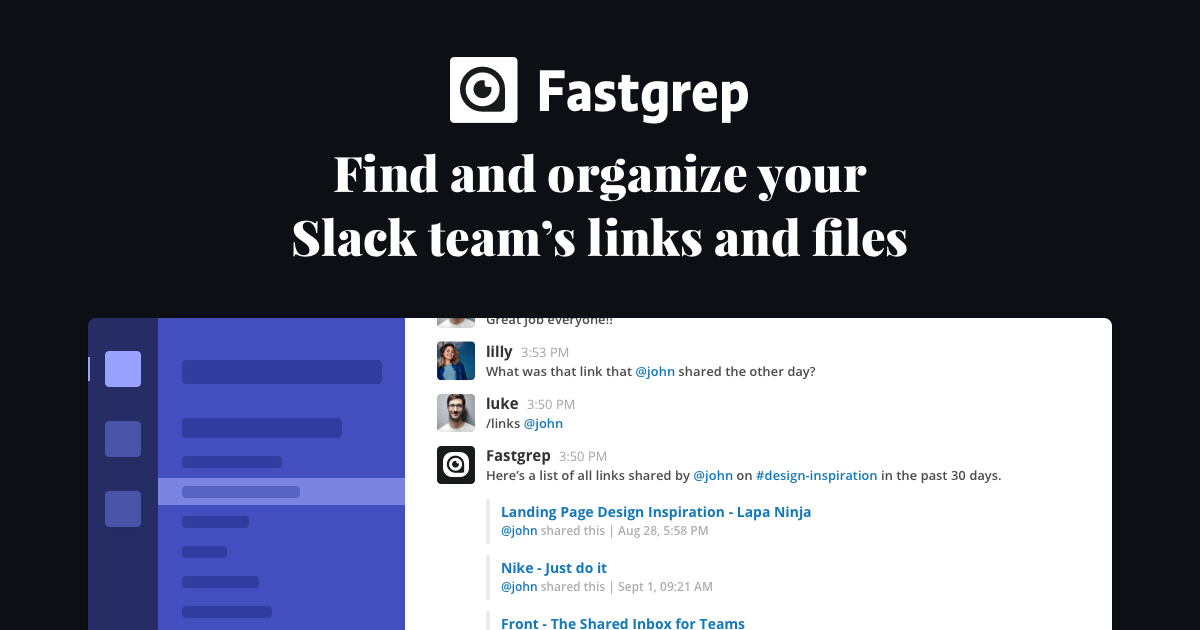 Fastgrep
Find and organize your
Slack team’s links and files
Great job everyone!!
lilly 3:53 PM
What was that link that @john shared the other day?
luke 3:50 PM
/links @john
Fastgrep 3:50 PM
Here’s a list of all links shared by @john on #design-inspiration in the past 30 days.
Landing Page Design Inspiration - Lapa Ninja
@john shared this | Aug 28, 5:58 PM
Nike - Just do it
@john shared this | Sept 1, 09:21 AM
Front - The Shared Inbox for Teams